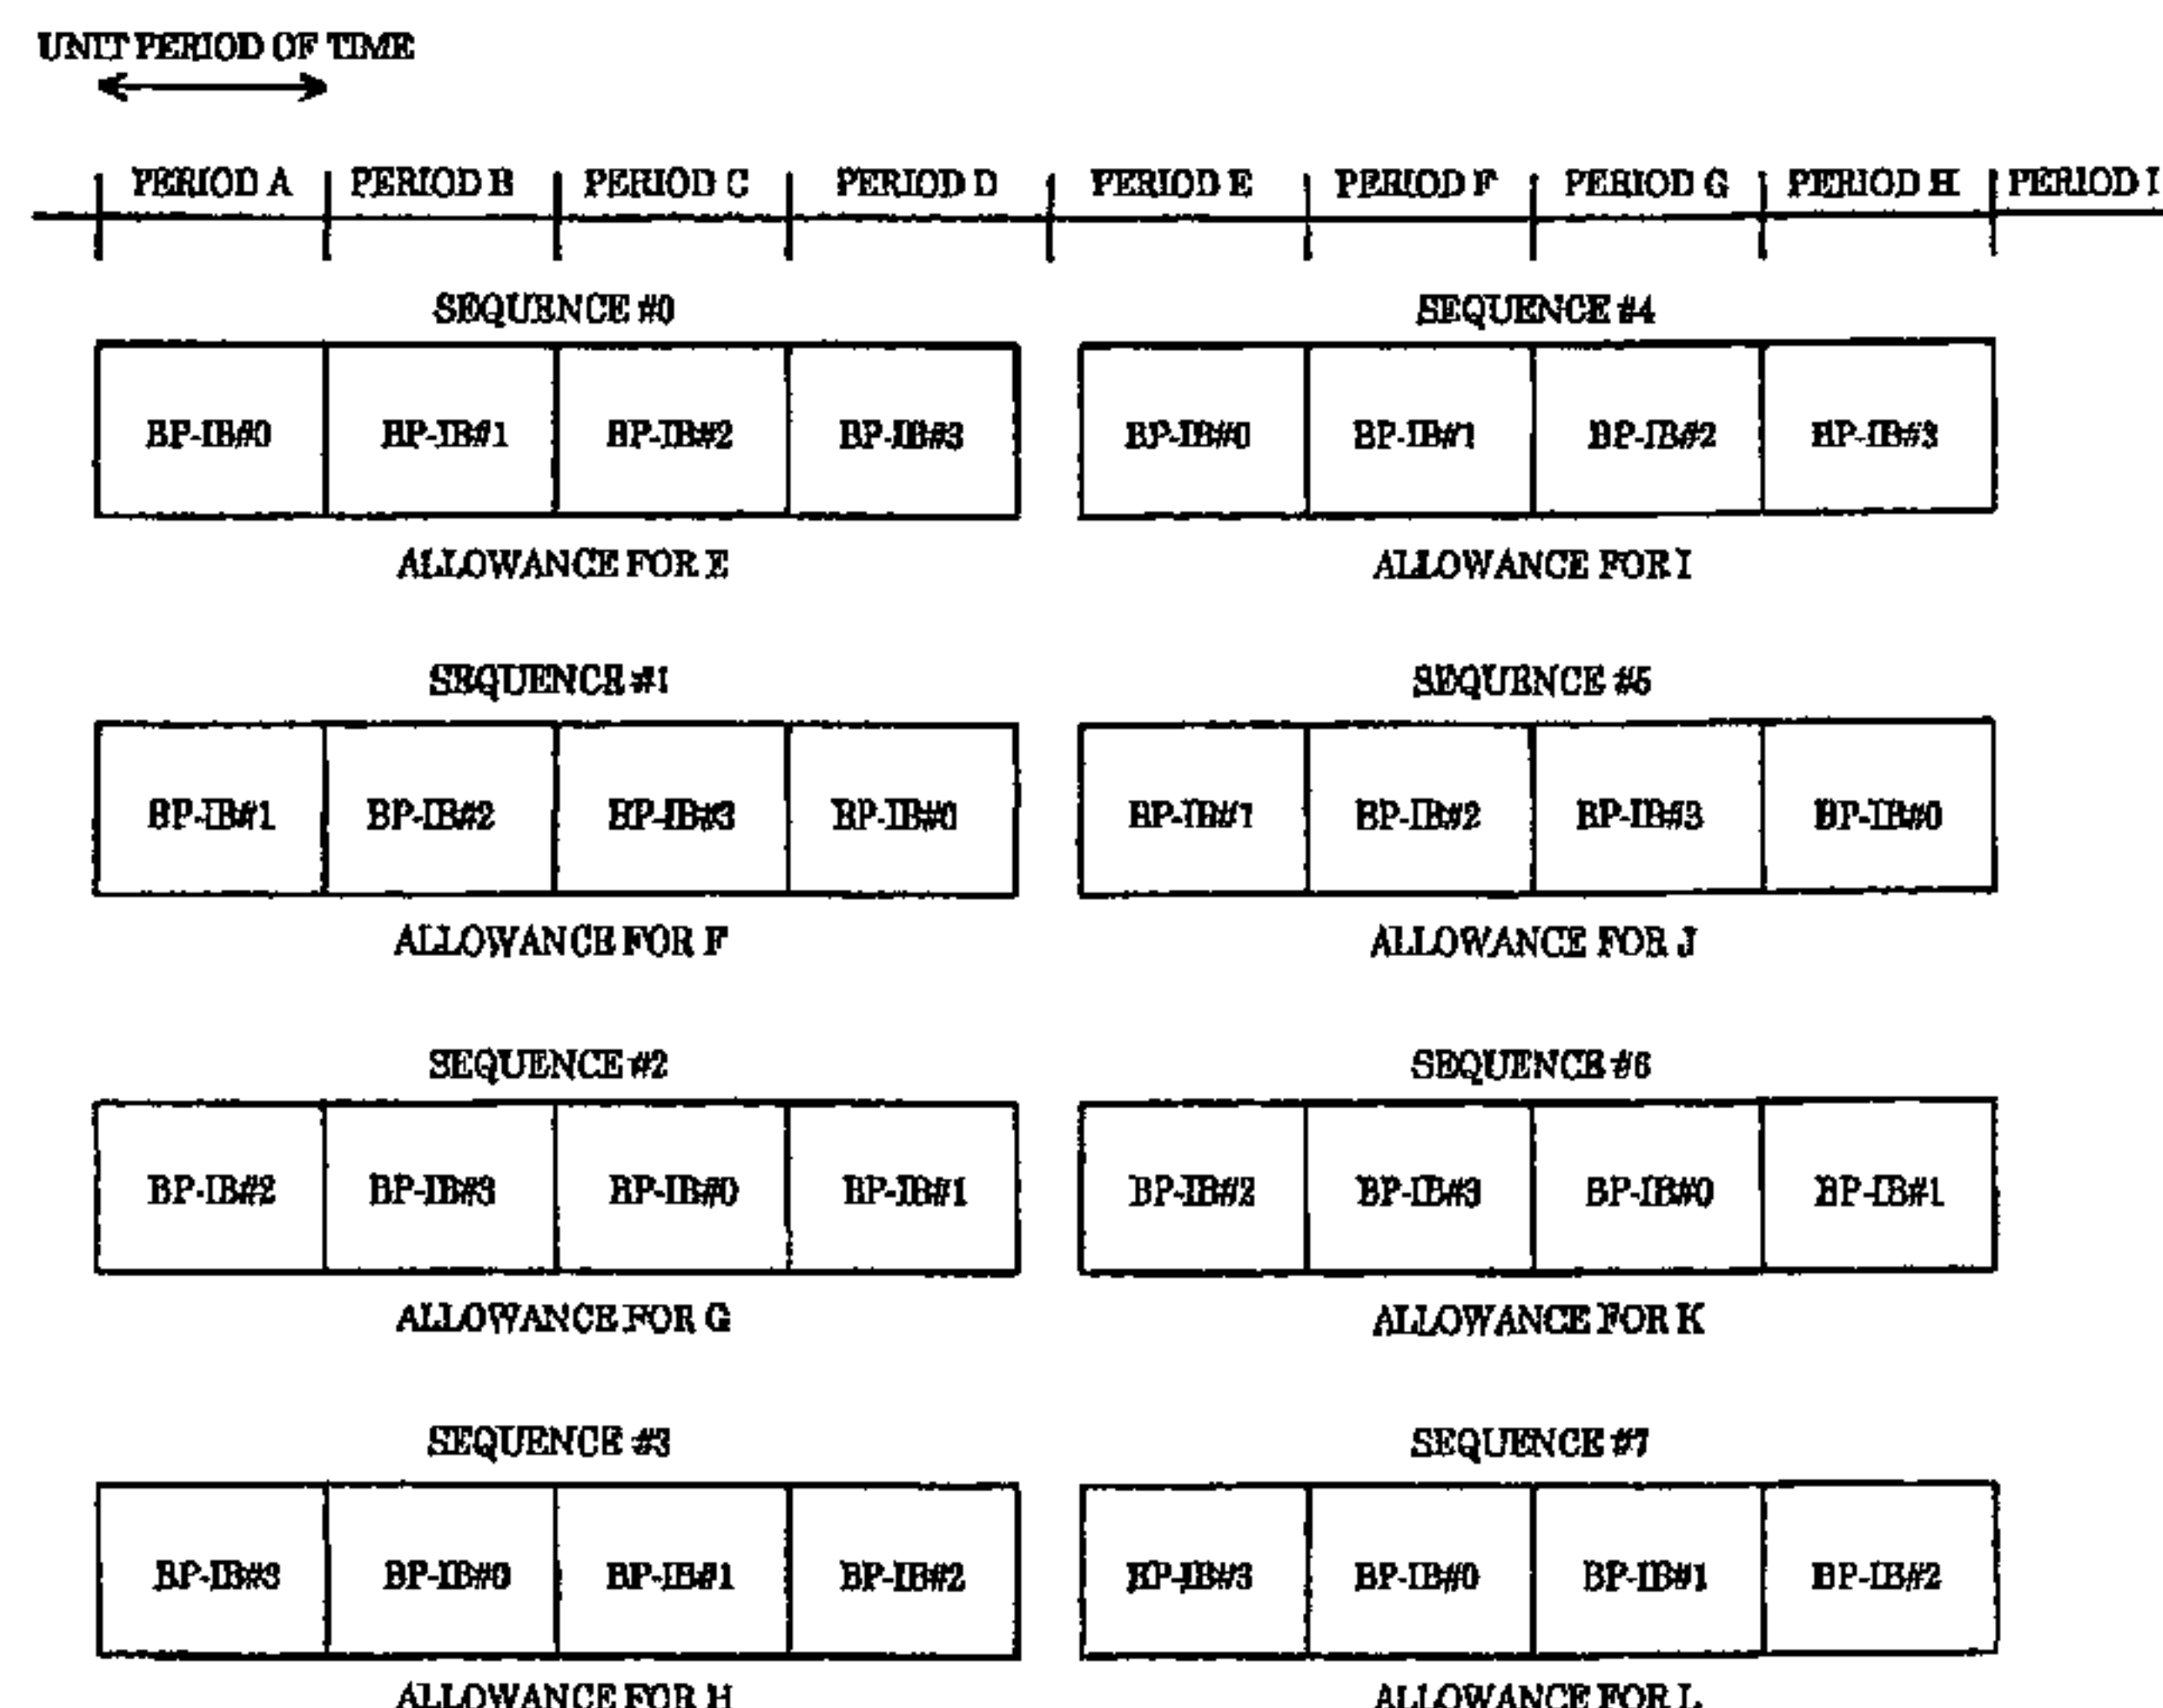 UNIT PERIOD OF TIME
PERIOD A PERIOD B PERIOD C PERIOD D PERIOD E PERIOD F PERIOD G PERIOD H PERIOD I
SEQUENCE #0 SEQUENCE #4
BP-IB#0 BP-IB#1 BP-IB#2 BP-IB#3 BP-IB#0 BP-IB#1 BP-IB#2 BP-IB#3
ALLOWANCE FOR E ALLOWANCE FOR I
SEQUENCE #1 SEQUENCE #5
BP-IB#1 BP-IB#2 BP-IB#3 BP-IB#0 BP-IB#1 BP-IB#2 BP-IB#3 BP-IB#0
ALLOWANCE FOR F ALLOWANCE FOR J
SEQUENCE #2 SEQUENCE #6
BP-IB#2 BP-IB#3 BP-IB#0 BP-IB#1 BP-IB#2 BP-IB#3 BP-IB#0 BP-IB#1
ALLOWANCE FOR G ALLOWANCE FOR K
SEQUENCE #3 SEQUENCE #7
BP-IB#3 BP-IB#0 BP-IB#1 BP-IB#2 BP-IB#3 BP-IB#0 BP-IB#1 BP-IB#2
ALLOWANCE FOR H ALLOWANCE FOR L